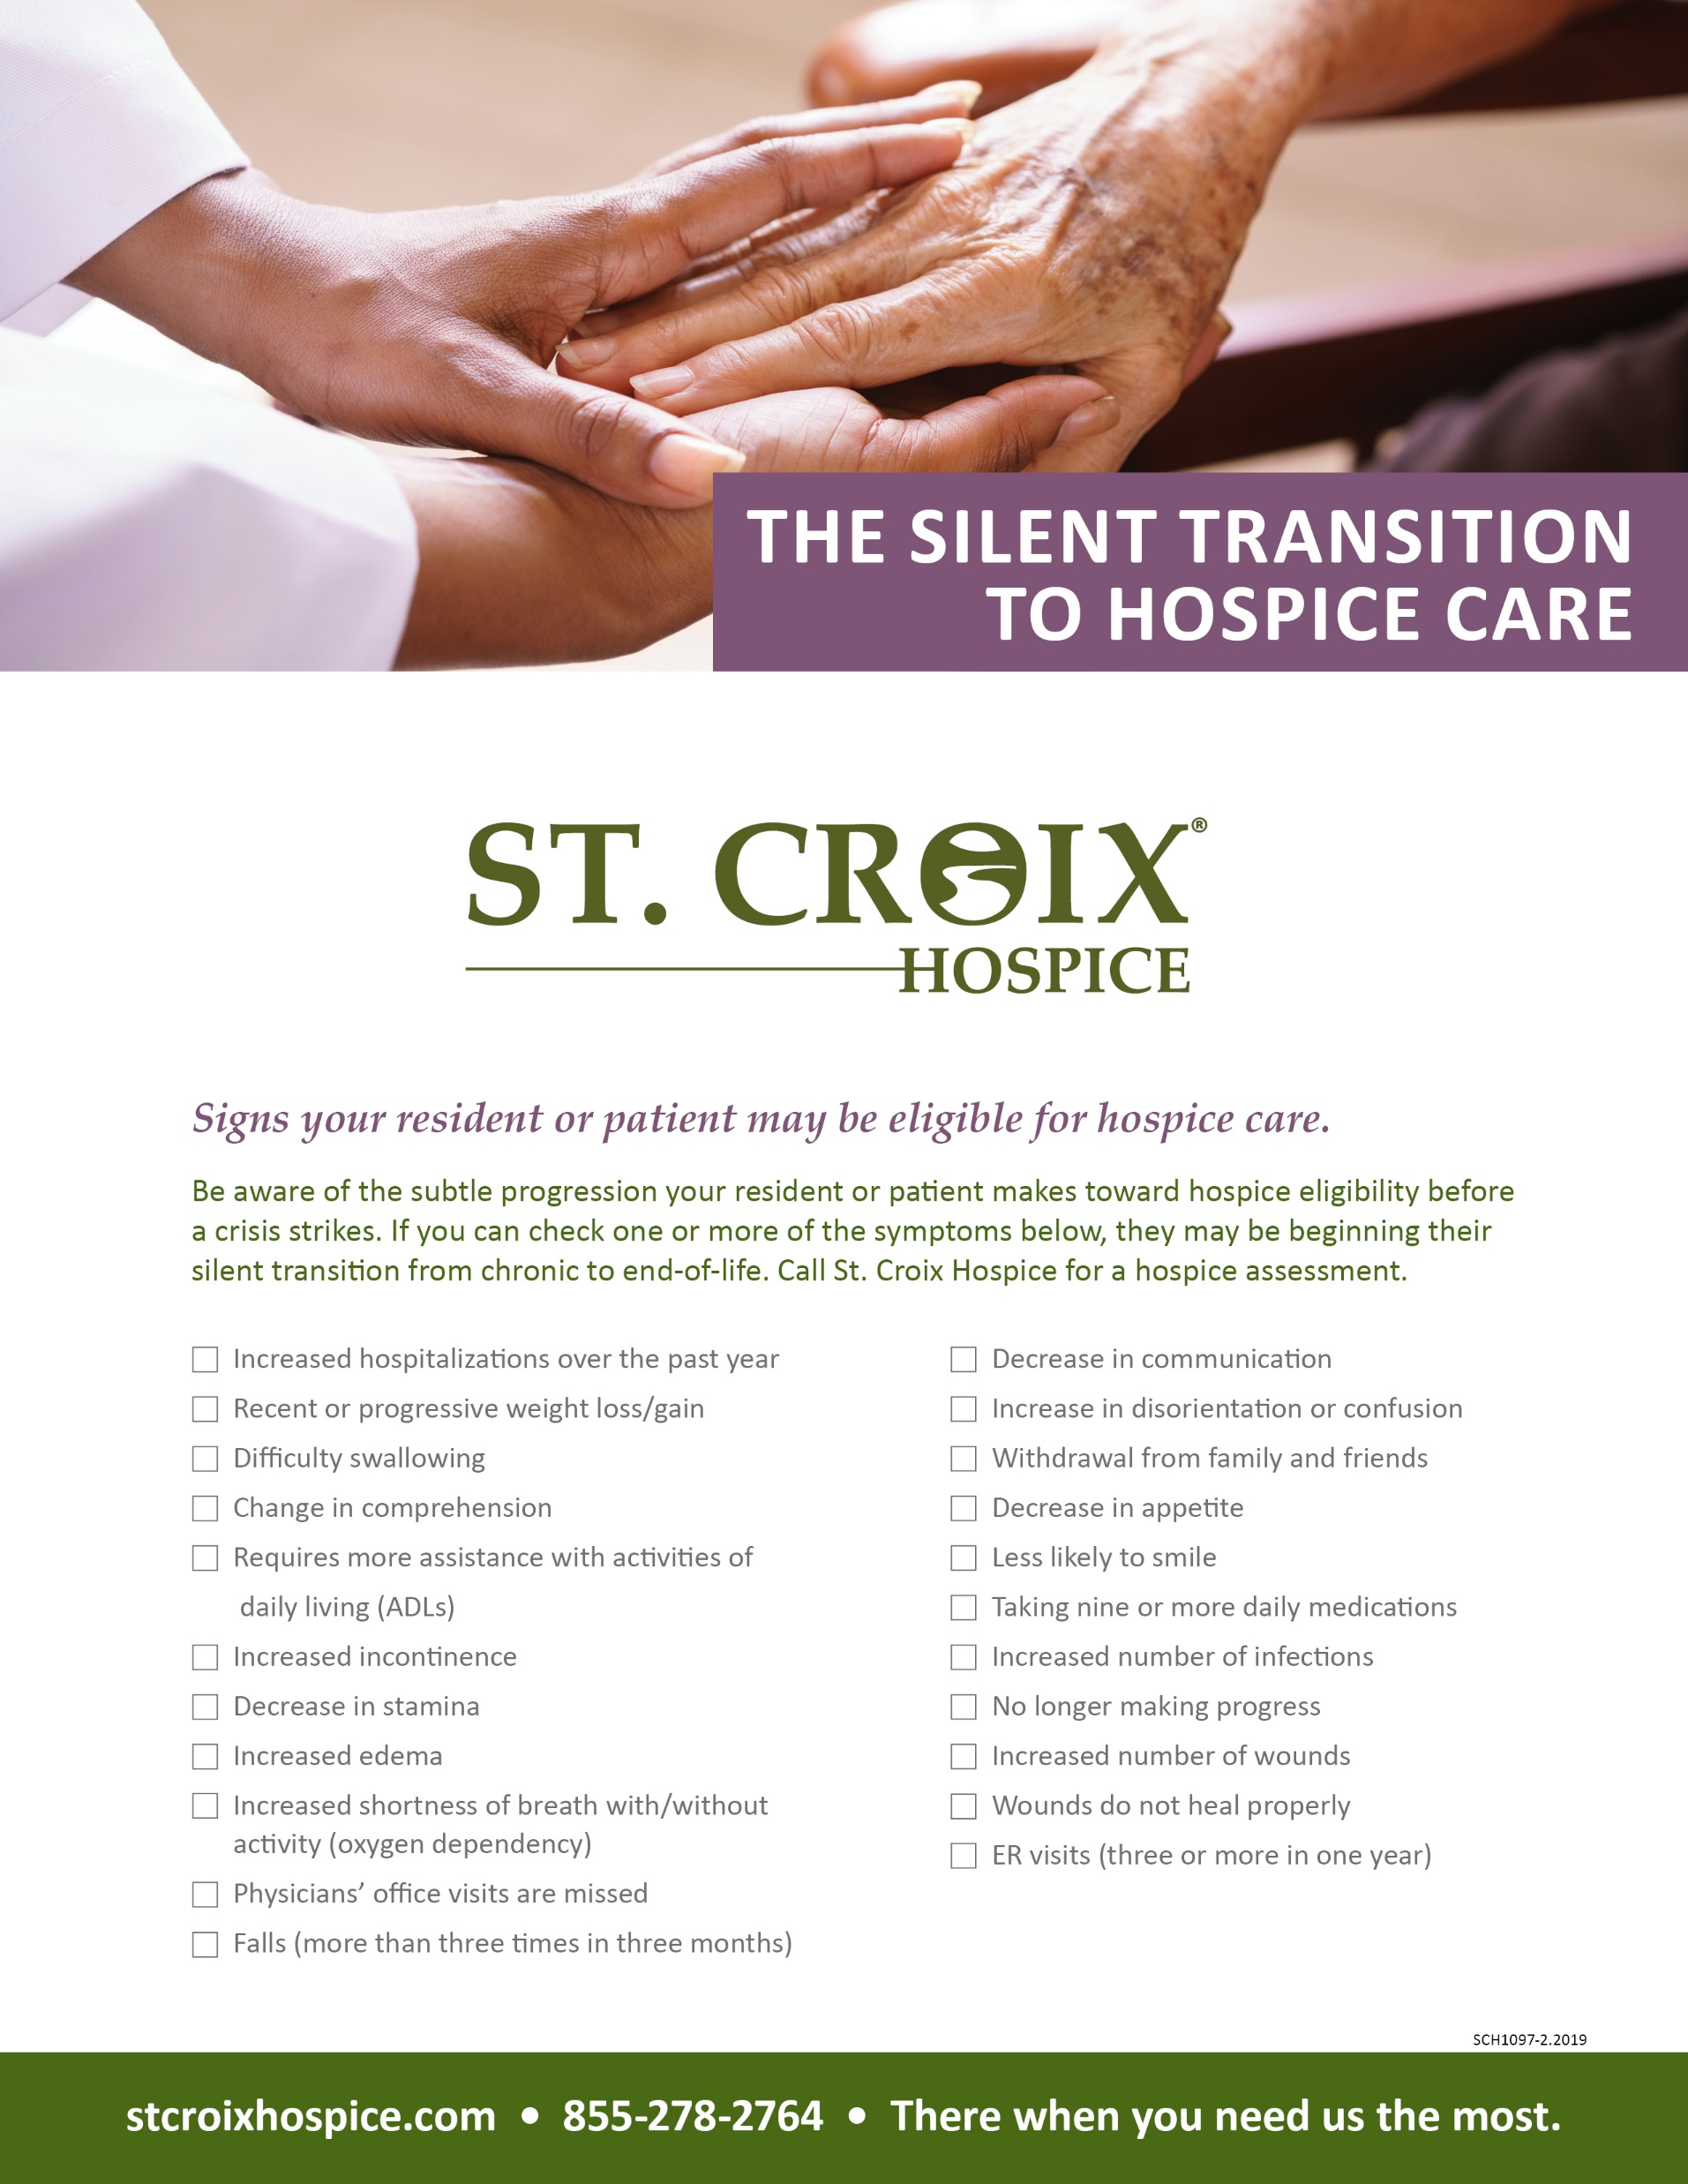 THE SILENT TRANSITION
TO HOSPICE CARE
ST. CROIX®
HOSPICE
Signs your resident or patient may be eligible for hospice care.
Be aware of the subtle progression your resident or patient makes toward hospice eligibility before
a crisis strikes. If you can check one or more of the symptoms below, they may be beginning their
silent transition from chronic to end-of-life. Call St. Croix Hospice for a hospice assessment.
Increased hospitalizations over the past year
Recent or progressive weight loss/gain
Difficulty swallowing
Change in comprehension
Requires more assistance with activities of
daily living (ADLs)
Increased incontinence
Decrease in stamina
Increased edema
Increased shortness of breath with/without
activity (oxygen dependency)
Physicians’ office visits are missed
Falls (more than three times in three months)
Decrease in communication
Increase in disorientation or confusion
Withdrawal from family and friends
Decrease in appetite
Less likely to smile
Taking nine or more daily medications
Increased number of infections
No longer making progress
Increased number of wounds
Wounds do not heal properly
ER visits (three or more in one year)
SCH1097-2.2019
stcroixhospice.com • 855-278-2764 • There when you need us the most.